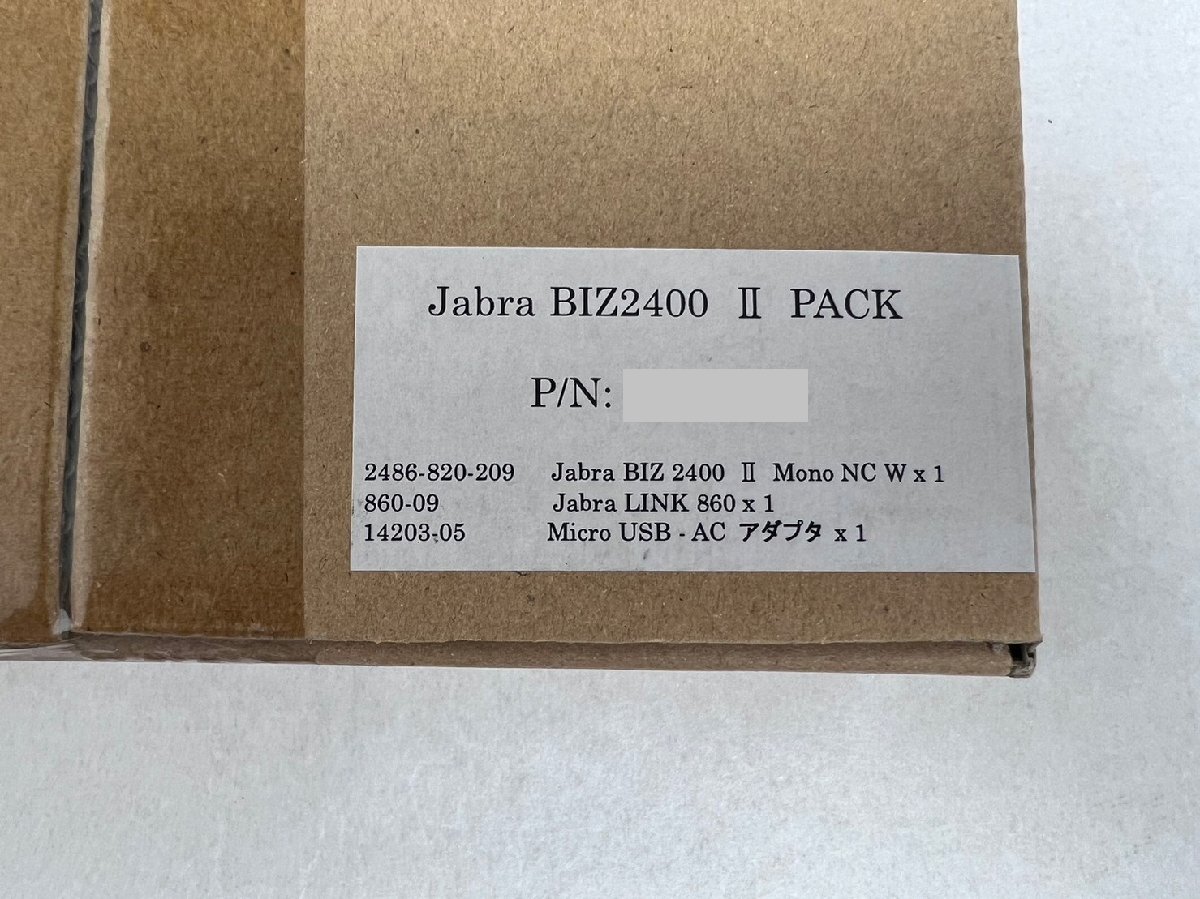 Jabra BIZ2400 Ⅱ PACK
P/N:
2486-820-209 Jabra BIZ 2400 Ⅱ Mono NC W x 1
860-09 Jabra LINK 860 x 1
14203-05 Micro USB - AC アダプタ x 1